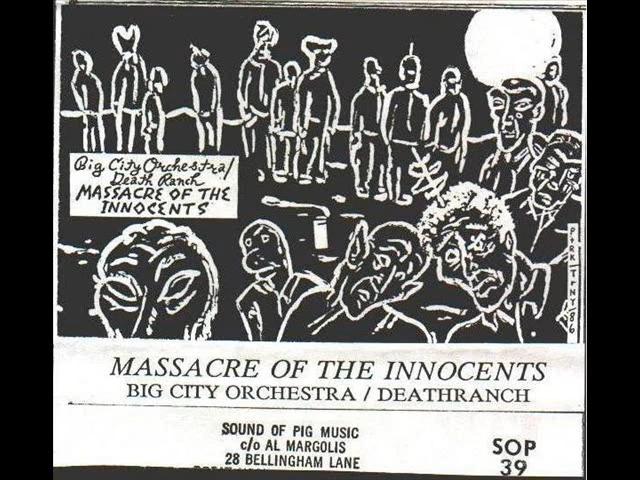 Big City Orchestra/
Death Ranch
MASSACRE OF THE
INNOCENTS
MASSACRE OF THE INNOCENTS
BIG CITY ORCHESTRA / DEATHRANCH
SOUND OF PIG MUSIC
c/o AL MARGOLIS
28 BELLINGHAM LANE
SOP
39